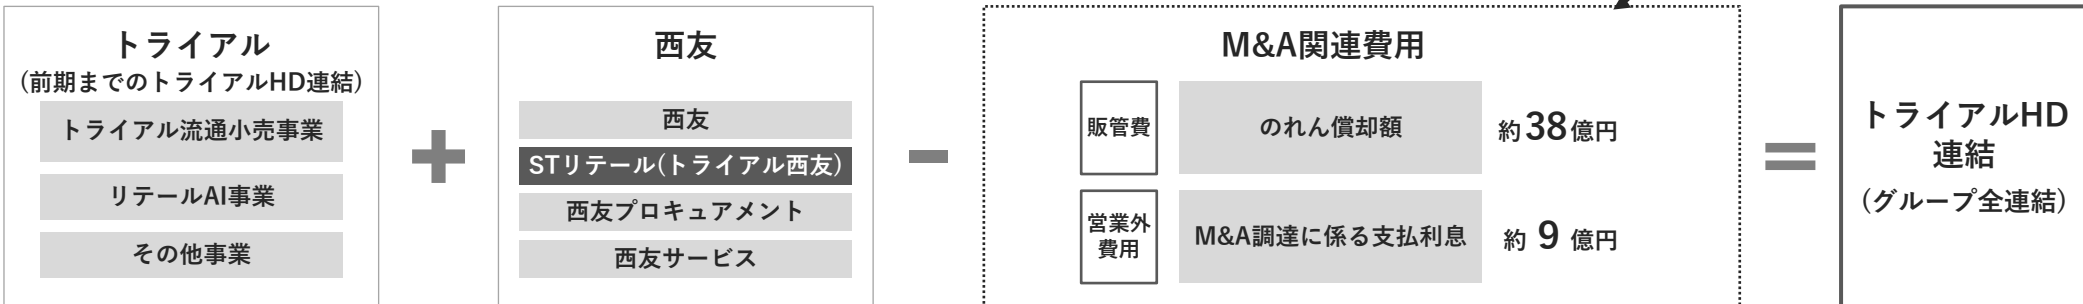 トライアル
(前期までのトライアルHD連結)
トライアル流通小売事業
リテールAI事業
その他事業
+
西友
西友
STリテール(トライアル西友)
西友プロキュアメント
西友サービス
−
M&A関連費用
販管費
のれん償却額
約38億円
営業外
費用
M&A調達に係る支払利息
約 9 億円
=
トライアルHD
連結
(グループ全連結)